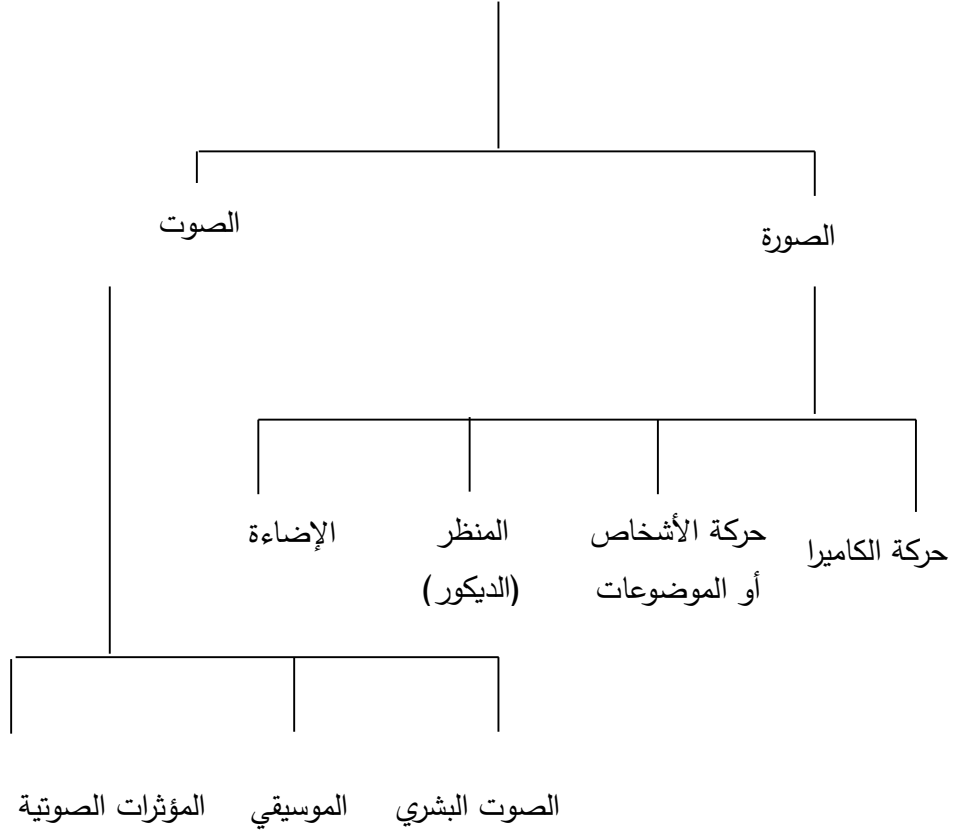 الصورة
الصوت
حركة الكاميرا
حركة الأشخاص
أو الموضوعات
المنظر
(الديكور)
الإضاءة
الصوت البشري
الموسيقي
المؤثرات الصوتية